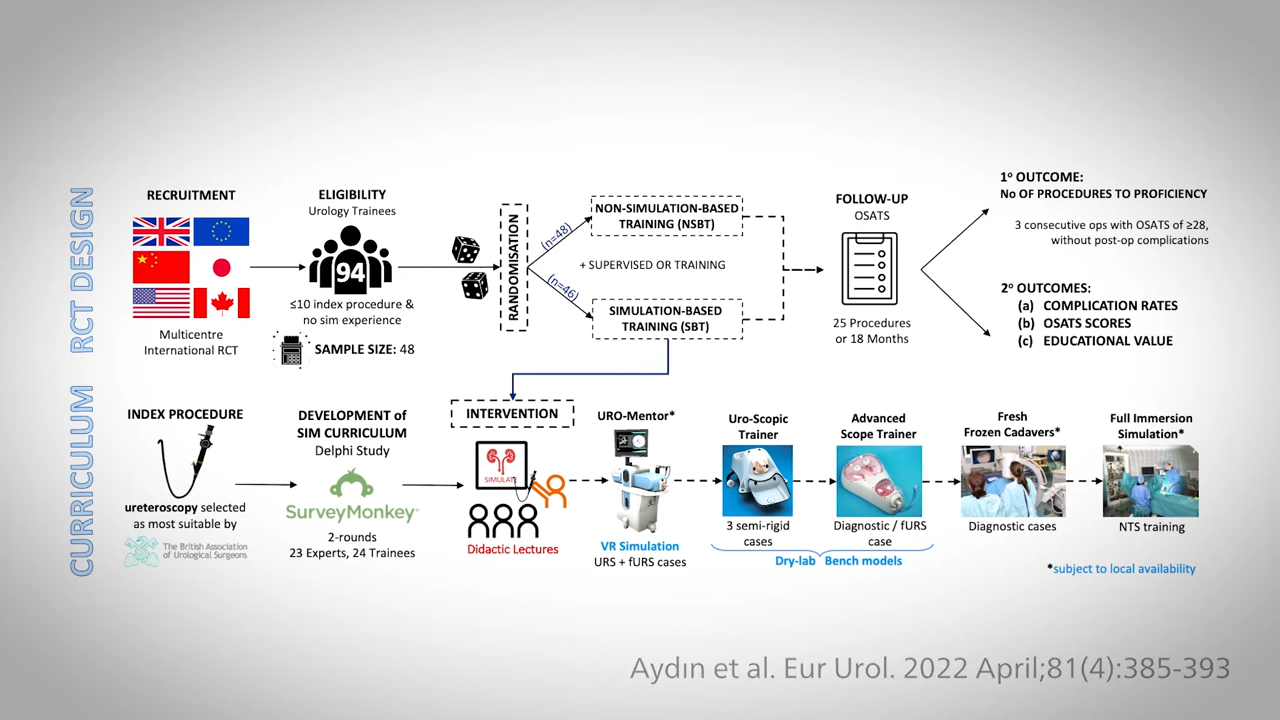 RCT DESIGN
RECRUITMENT
Multicentre
International RCT
ELIGIBILITY
Urology Trainees
94
≤10 index procedure &
no sim experience
SAMPLE SIZE: 48
RANDOMISATION
(n=48)
(n=46)
NON-SIMULATION-BASED
TRAINING (NSBT)
+ SUPERVISED OR TRAINING
SIMULATION-BASED
TRAINING (SBT)
FOLLOW-UP
OSATS
25 Procedures
or 18 Months
1º OUTCOME:
No OF PROCEDURES TO PROFICIENCY
3 consecutive ops with OSATS of ≥28,
without post-op complications
2º OUTCOMES:
(a) COMPLICATION RATES
(b) OSATS SCORES
(c) EDUCATIONAL VALUE
CURRICULUM
INDEX PROCEDURE
ureteroscopy selected
as most suitable by
The British Association
of Urological Surgeons
DEVELOPMENT of
SIM CURRICULUM
Delphi Study
SurveyMonkey
2-rounds
23 Experts, 24 Trainees
INTERVENTION
SIMULATE
Didactic Lectures
URO-Mentor*
VR Simulation
URS + fURS cases
Uro-Scopic
Trainer
3 semi-rigid
cases
Advanced
Scope Trainer
Diagnostic / fURS
case
Dry-lab Bench models
Fresh
Frozen Cadavers*
Diagnostic cases
Full Immersion
Simulation*
NTS training
*subject to local availability
Aydın et al. Eur Urol. 2022 April;81(4):385-393